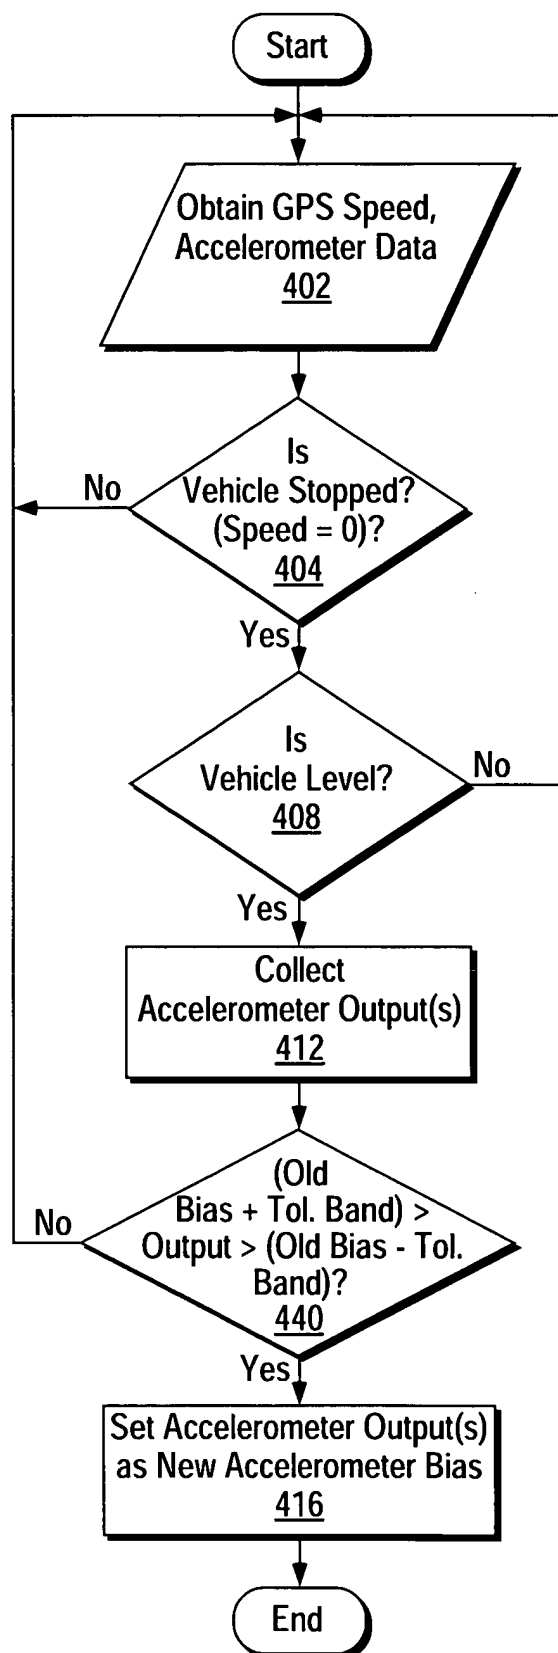 Start
Obtain GPS Speed,
Accelerometer Data
402
Is
Vehicle Stopped?
(Speed = 0)?
404
No
Yes
Is
Vehicle Level?
408
No
Yes
Collect
Accelerometer Output(s)
412
(Old
Bias + Tol. Band) >
Output > (Old Bias - Tol.
Band)?
440
No
Yes
Set Accelerometer Output(s)
as New Accelerometer Bias
416
End